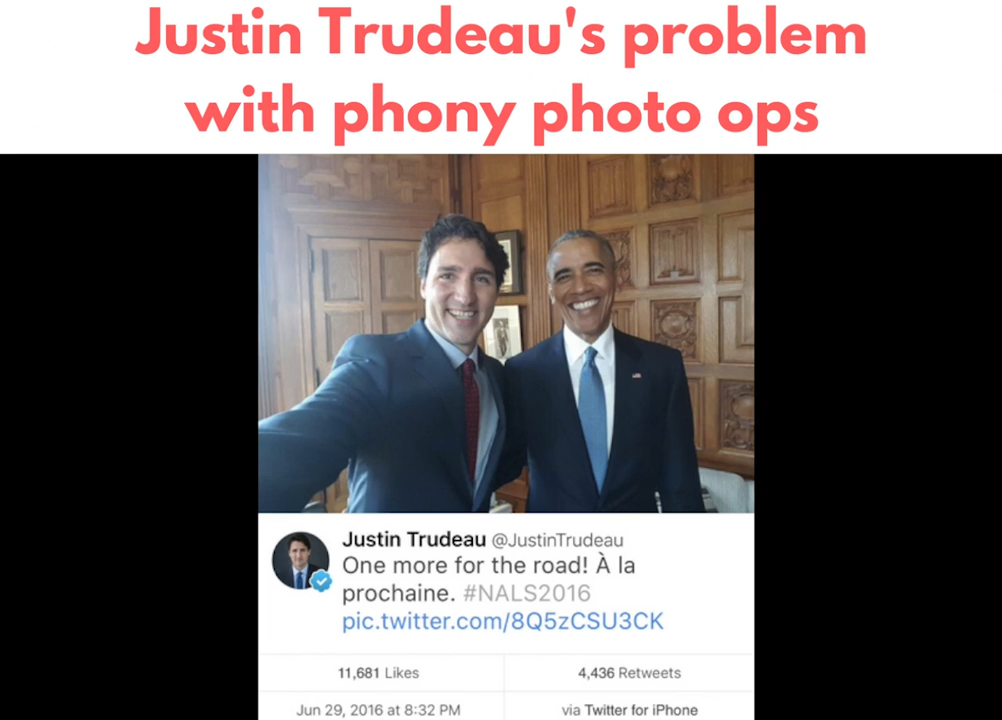 Justin Trudeau's problem
with phony photo ops
Justin Trudeau @JustinTrudeau
One more for the road! À la
prochaine. #NALS2016
pic.twitter.com/8Q5zCSU3CK
11,681 Likes
4,436 Retweets
Jun 29, 2016 at 8:32 PM
via Twitter for iPhone